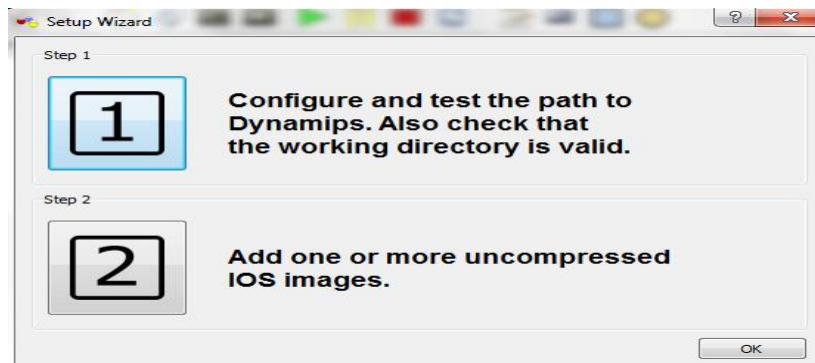 Setup Wizard
?
X
Step 1
1
Configure and test the path to
Dynamips. Also check that
the working directory is valid.
Step 2
2
Add one or more uncompressed
IOS images.
OK